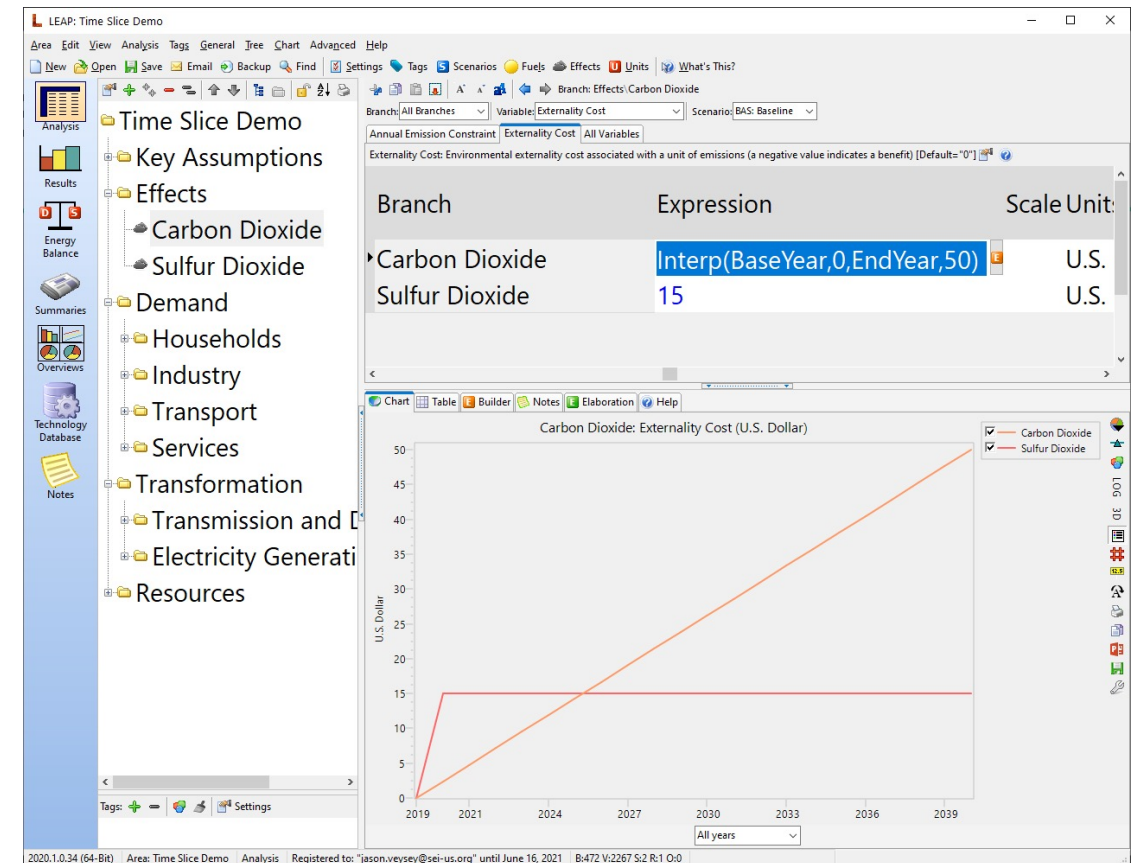 LEAP: Time Slice Demo
Area Edit View Analysis Tags General Tree Chart Advanced Help
New Open Save Email Backup Find Settings Tags Scenarios Fuels Effects Units What's This?
Analysis
Results
Energy
Balance
Summaries
Overviews
Technology
Database
Notes
Time Slice Demo
Key Assumptions
Effects
Carbon Dioxide
Sulfur Dioxide
Demand
Households
Industry
Transport
Services
Transformation
Transmission and D
Electricity Generati
Resources
Tags: Settings
Branch: Effects\Carbon Dioxide
Branch: All Branches Variable: Externality Cost Scenario: BAS: Baseline
Annual Emission Constraint Externality Cost All Variables
Externality Cost: Environmental externality cost associated with a unit of emissions (a negative value indicates a benefit) [Default="0"]
Branch Expression Scale Units
Carbon Dioxide Interp(BaseYear,0,EndYear,50) E U.S.
Sulfur Dioxide 15 U.S.
Chart Table Builder Notes Elaboration Help
Carbon Dioxide: Externality Cost (U.S. Dollar)
Carbon Dioxide
Sulfur Dioxide
LOG
3D
U.S. Dollar
50
45
40
35
30
25
20
15
10
5
0
2019 2021 2024 2027 2030 2033 2036 2039
All years
2020.1.0.34 (64-Bit) Area: Time Slice Demo Analysis Registered to: "jason.veysey@sei-us.org" until June 16, 2021 B:472 V:2267 S:2 R:1 O:0